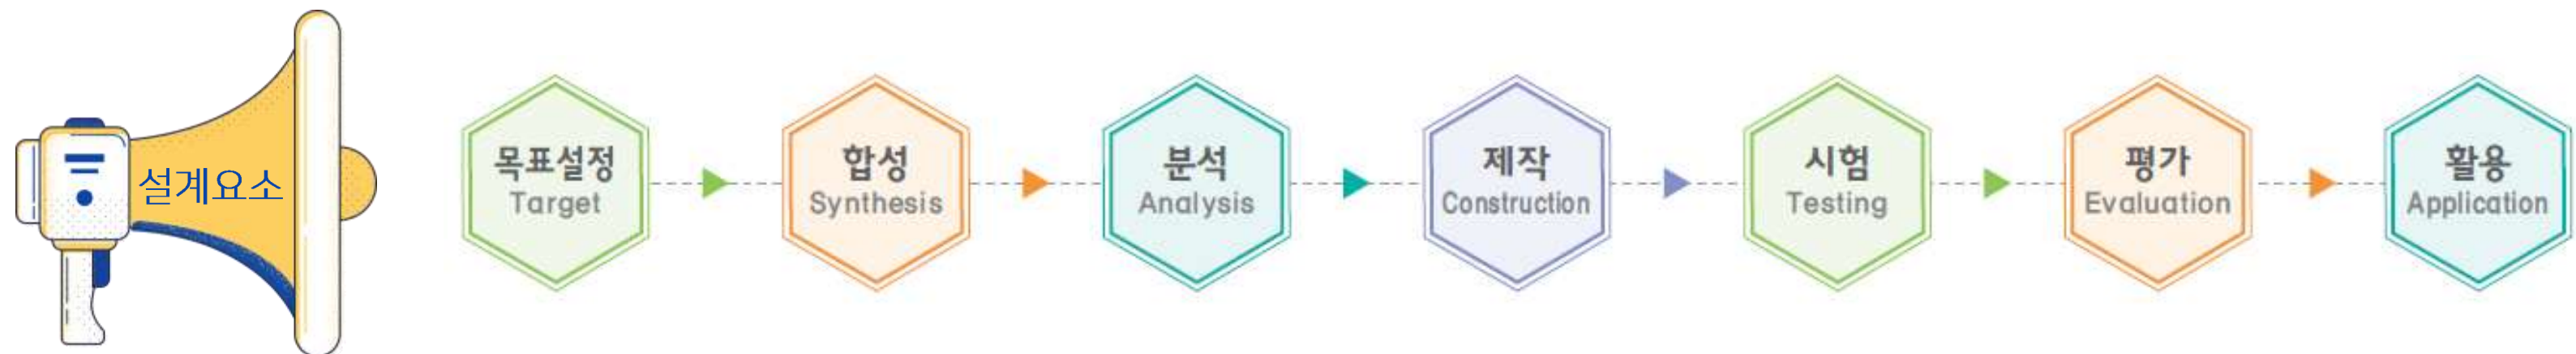 설계요소
목표설정
Target
합성
Synthesis
분석
Analysis
제작
Construction
시험
Testing
평가
Evaluation
활용
Application